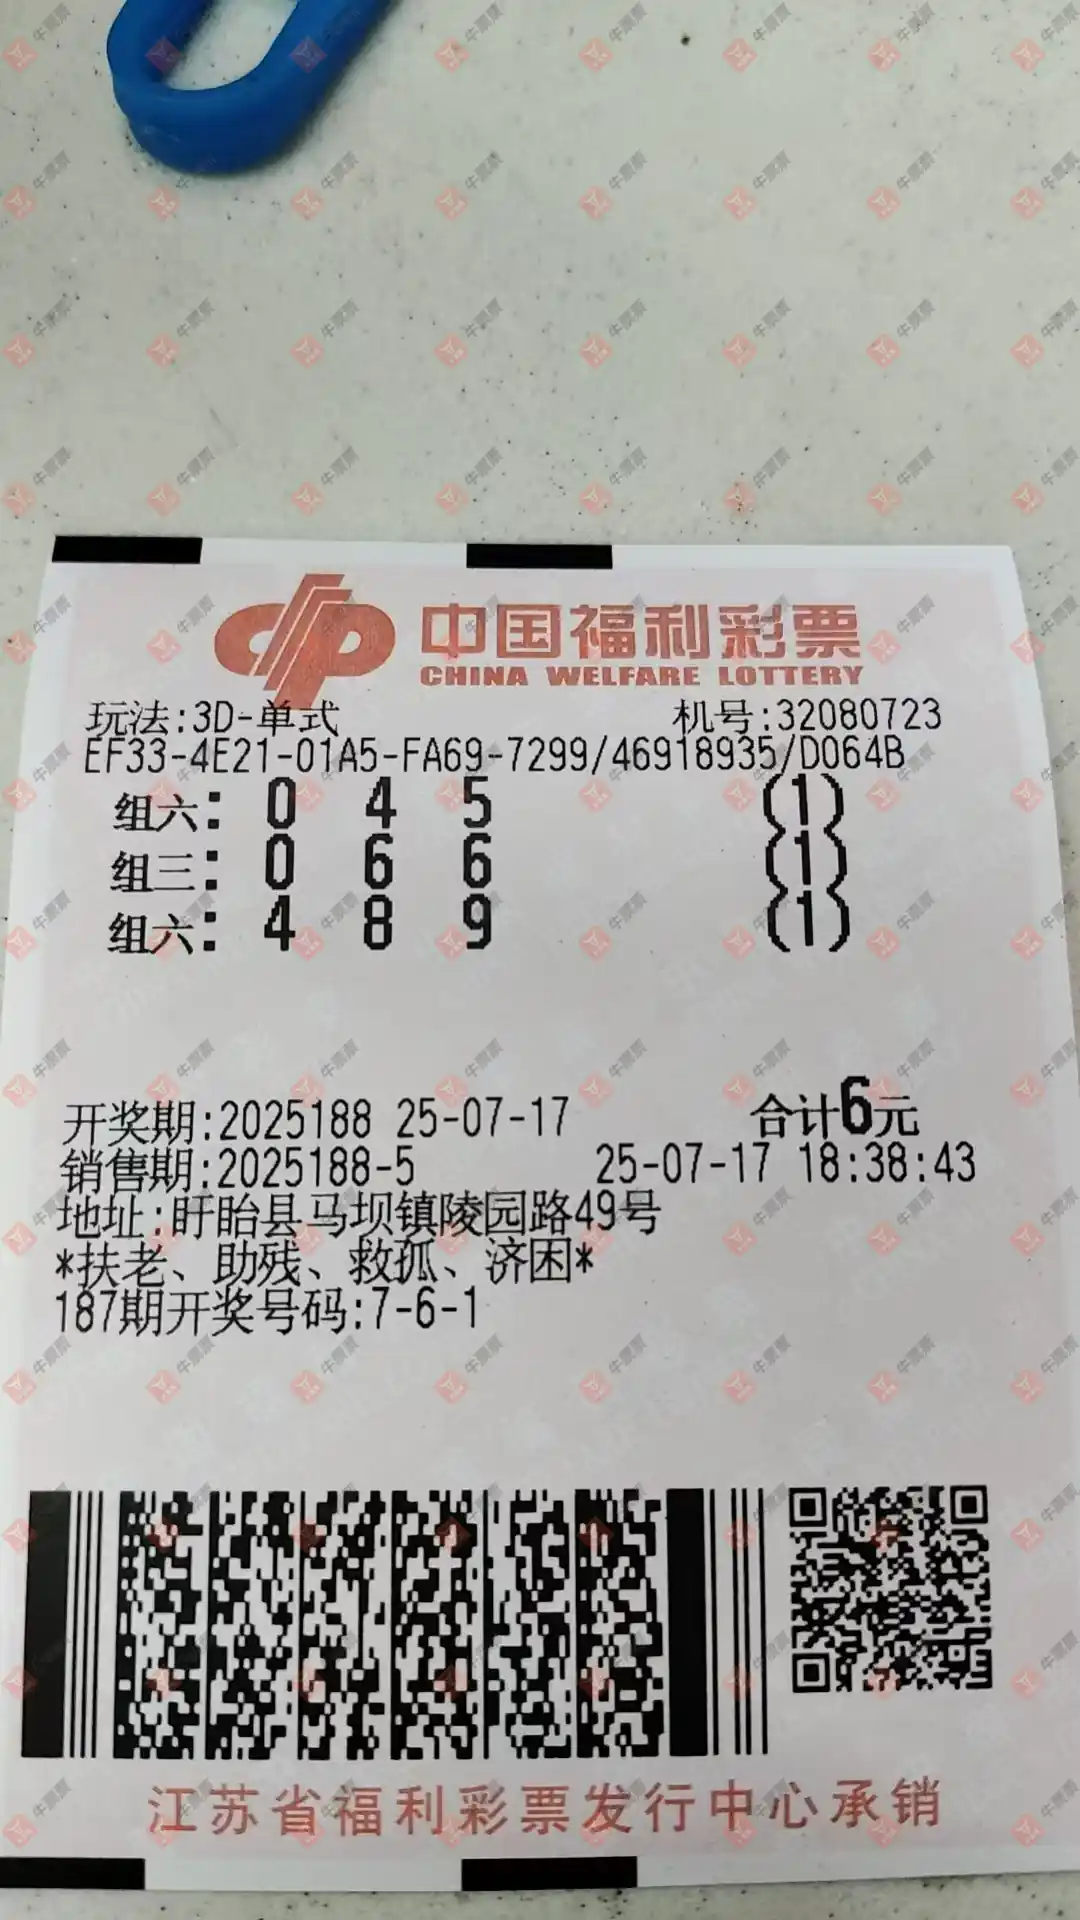 中国福利彩票
CHINA WELFARE LOTTERY
玩法:3D-单式 机号:32080723
EF33-4E21-01A5-FA69-7299/46918935/D064B
组六: 0 4 5 (1)
组三: 0 6 6 (1)
组六: 4 8 9 (1)
开奖期:2025188 25-07-17 合计6元
销售期:2025188-5 25-07-17 18:38:43
地址:盱眙县马坝镇陵园路49号
*扶老、助残、救孤、济困*
187期开奖号码:7-6-1
江苏省福利彩票发行中心承销
牛票票